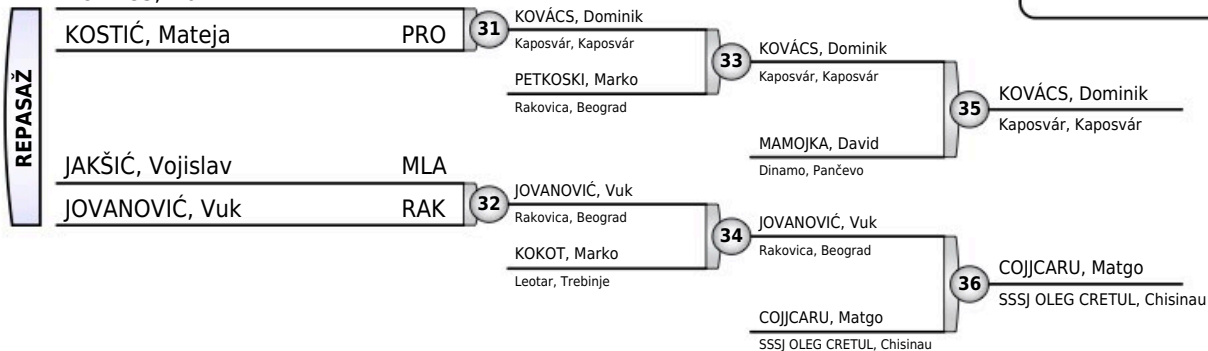 REPASAŽ
KOSTIĆ, Mateja PRO
31
KOVÁCS, Dominik
Kaposvár, Kaposvár
PETKOSKI, Marko
Rakovica, Beograd
33
KOVÁCS, Dominik
Kaposvár, Kaposvár
MAMOJKA, David
Dinamo, Pančevo
35
KOVÁCS, Dominik
Kaposvár, Kaposvár
JAKŠIĆ, Vojislav MLA
JOVANOVIĆ, Vuk RAK
32
JOVANOVIĆ, Vuk
Rakovica, Beograd
KOKOT, Marko
Leotar, Trebinje
34
JOVANOVIĆ, Vuk
Rakovica, Beograd
COJJCARU, Matgo
SSSJ OLEG CRETUL, Chisinau
36
COJJCARU, Matgo
SSSJ OLEG CRETUL, Chisinau